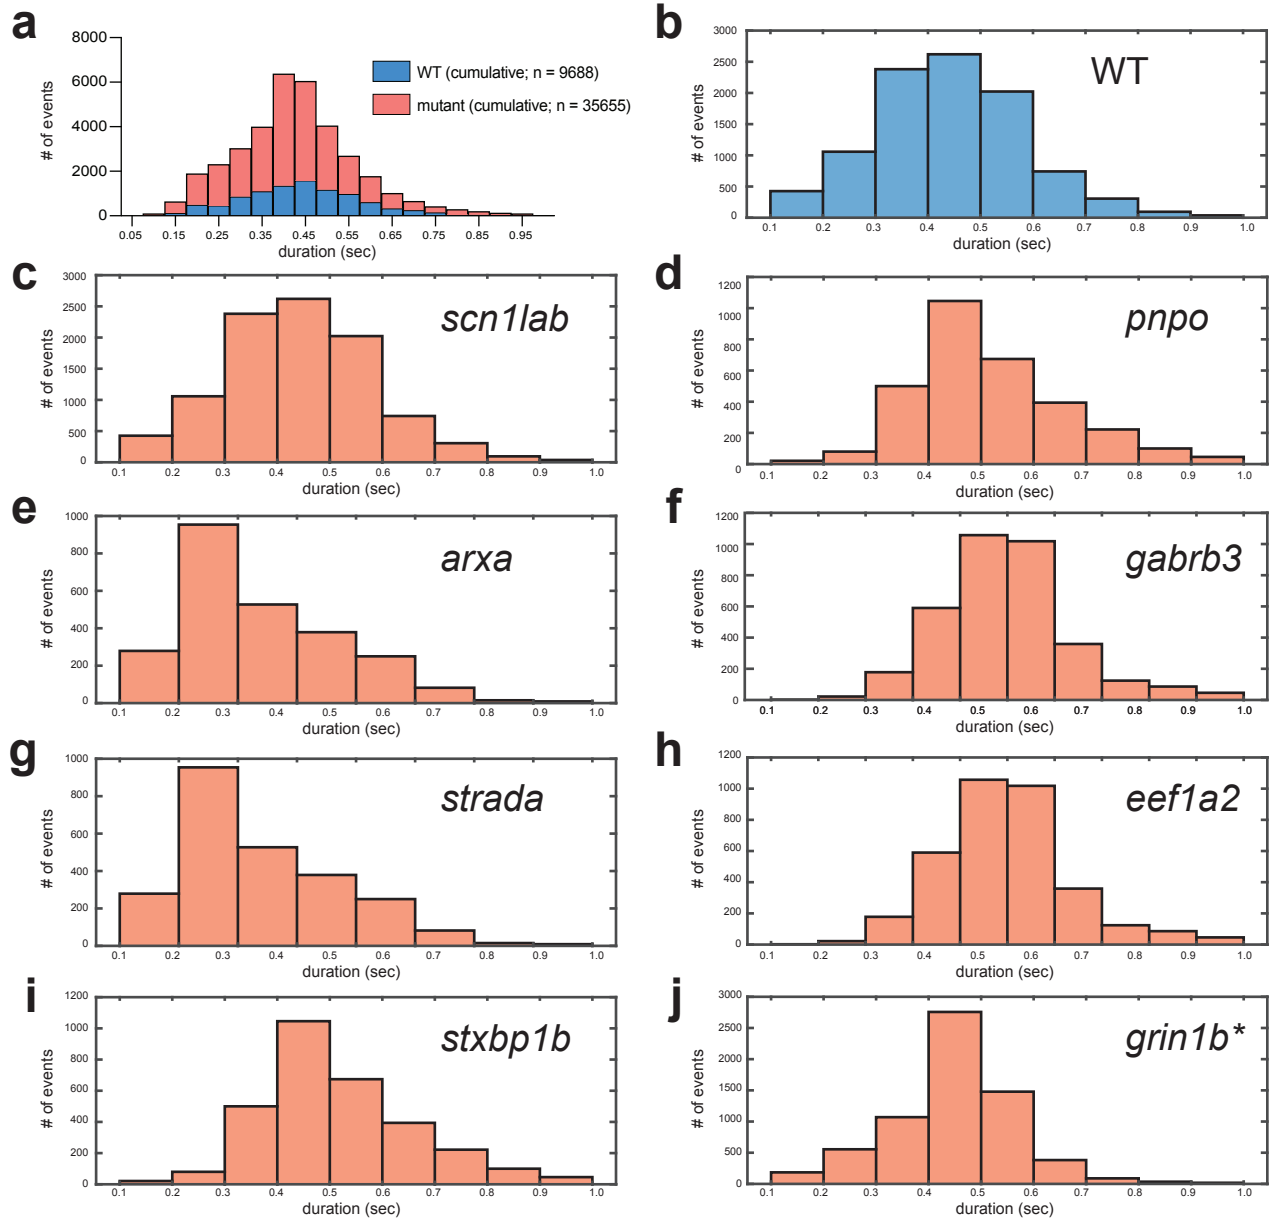 a
8000
6000
4000
2000
0
# of events
WT (cumulative; n = 9688)
mutant (cumulative; n = 35655)
0.05 0.15 0.25 0.35 0.45 0.55 0.65 0.75 0.85 0.95
duration (sec)
b
WT
3000
2500
2000
1500
1000
500
0
# of events
0.1 0.2 0.3 0.4 0.5 0.6 0.7 0.8 0.9 1.0
duration (sec)
c
scn1lab
3000
2500
2000
1500
1000
500
0
# of events
0.1 0.2 0.3 0.4 0.5 0.6 0.7 0.8 0.9 1.0
duration (sec)
d
pnpo
1200
1000
800
600
400
200
0
# of events
0.1 0.2 0.3 0.4 0.5 0.6 0.7 0.8 0.9 1.0
duration (sec)
e
arxa
1000
800
600
400
200
0
# of events
0.1 0.2 0.3 0.4 0.5 0.6 0.7 0.8 0.9 1.0
duration (sec)
f
gabrb3
1200
1000
800
600
400
200
0
# of events
0.1 0.2 0.3 0.4 0.5 0.6 0.7 0.8 0.9 1.0
duration (sec)
g
strada
1000
800
600
400
200
0
# of events
0.1 0.2 0.3 0.4 0.5 0.6 0.7 0.8 0.9 1.0
duration (sec)
h
eef1a2
1200
1000
800
600
400
200
0
# of events
0.1 0.2 0.3 0.4 0.5 0.6 0.7 0.8 0.9 1.0
duration (sec)
i
stxbp1b
1200
1000
800
600
400
200
0
# of events
0.1 0.2 0.3 0.4 0.5 0.6 0.7 0.8 0.9 1.0
duration (sec)
j
grin1b*
3000
2500
2000
1500
1000
500
0
# of events
0.1 0.2 0.3 0.4 0.5 0.6 0.7 0.8 0.9 1.0
duration (sec)